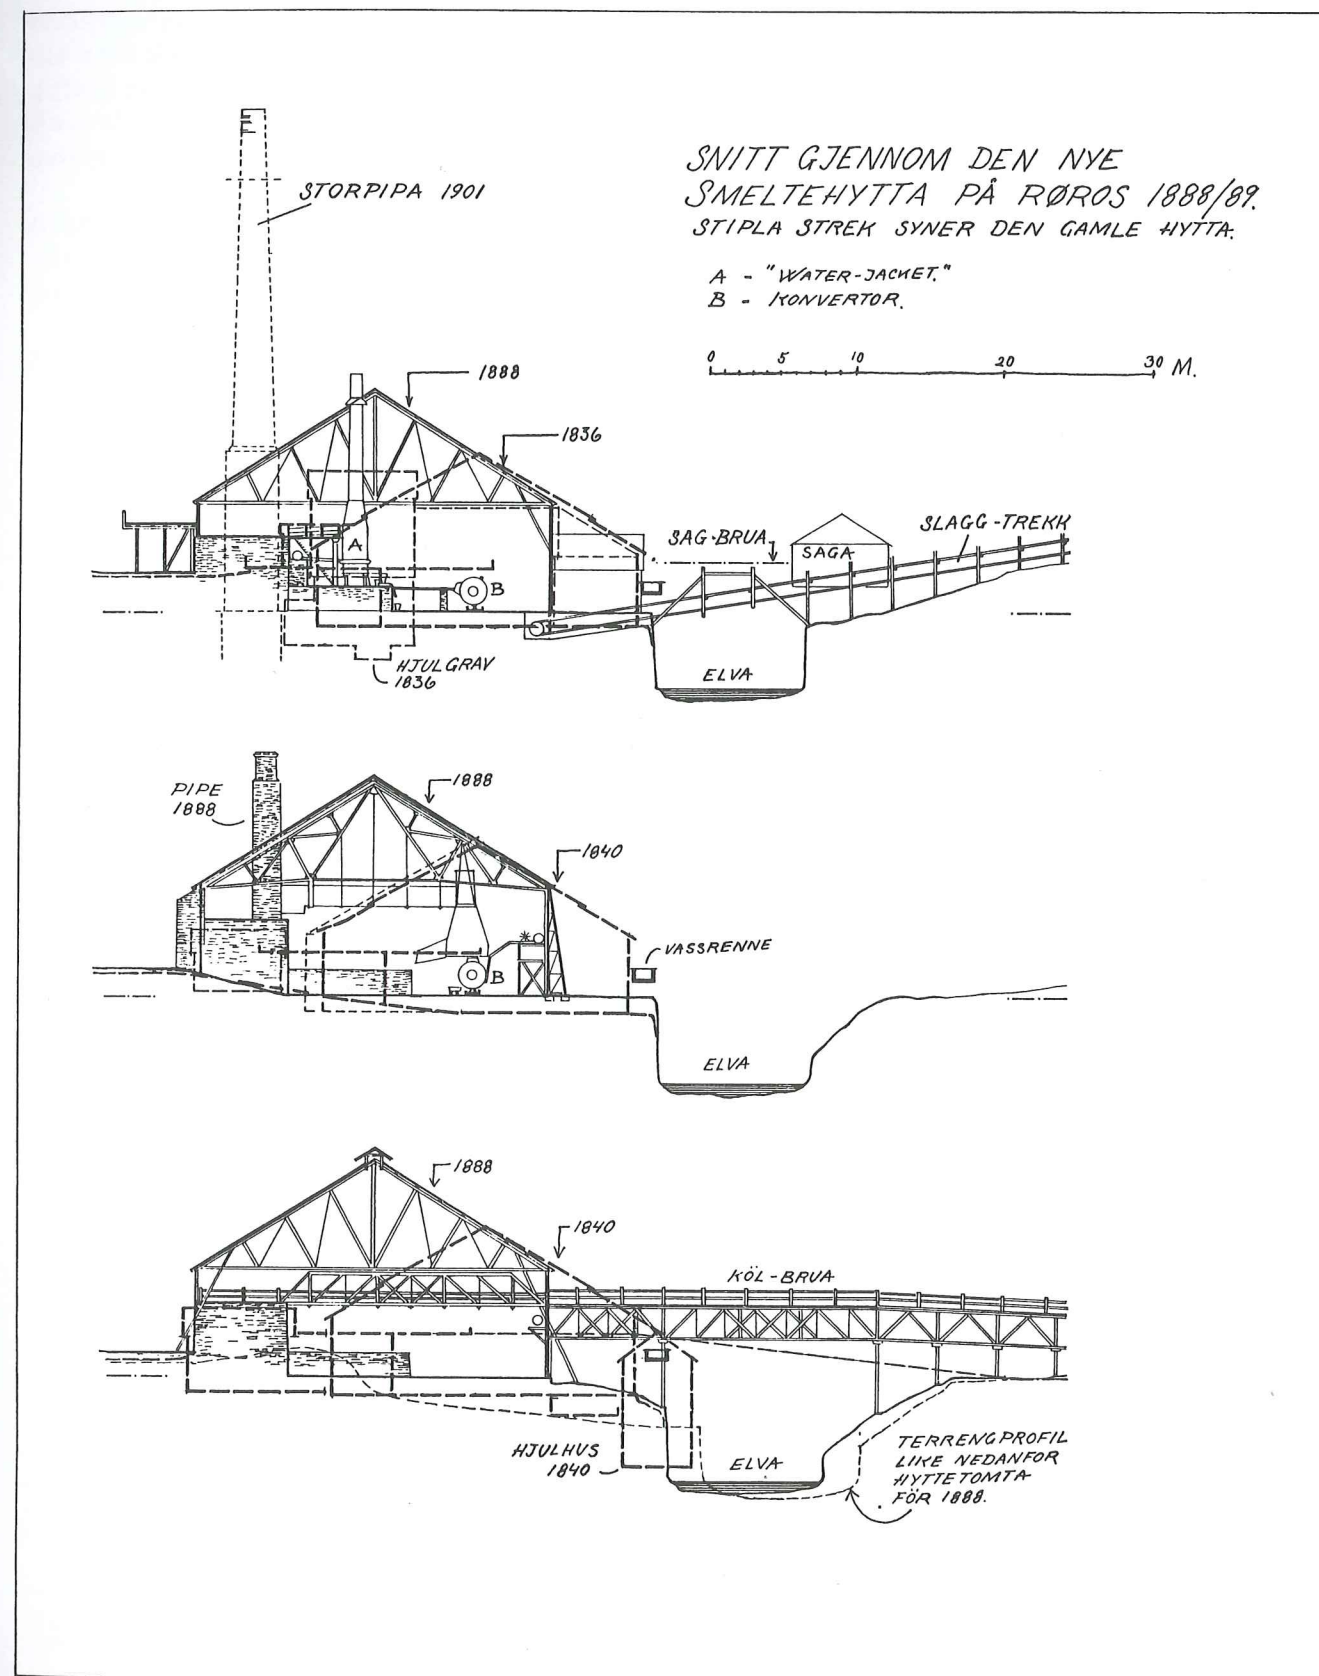 SNITT GJENNOM DEN NYE
SMELTEHYTTA PÅ RØROS 1888/89.
STIPLA STREK SYNER DEN GAMLE HYTTA.
A - "WATER-JACKET."
B - KONVERTOR.
0 5 10 20 30 M.
STORPIPA 1901
1888
1836
SAG-BRUA
SAGA
SLAGG-TREKK
A
B
HJULGRAV
1836
ELVA
PIPE
1888
1888
1840
VASSRENNE
B
ELVA
1888
1840
KÖL-BRUA
HJULHUS
1840
ELVA
TERRENGPROFIL
LIKE NEDANFOR
HYTTETOMTA
FÖR 1888.